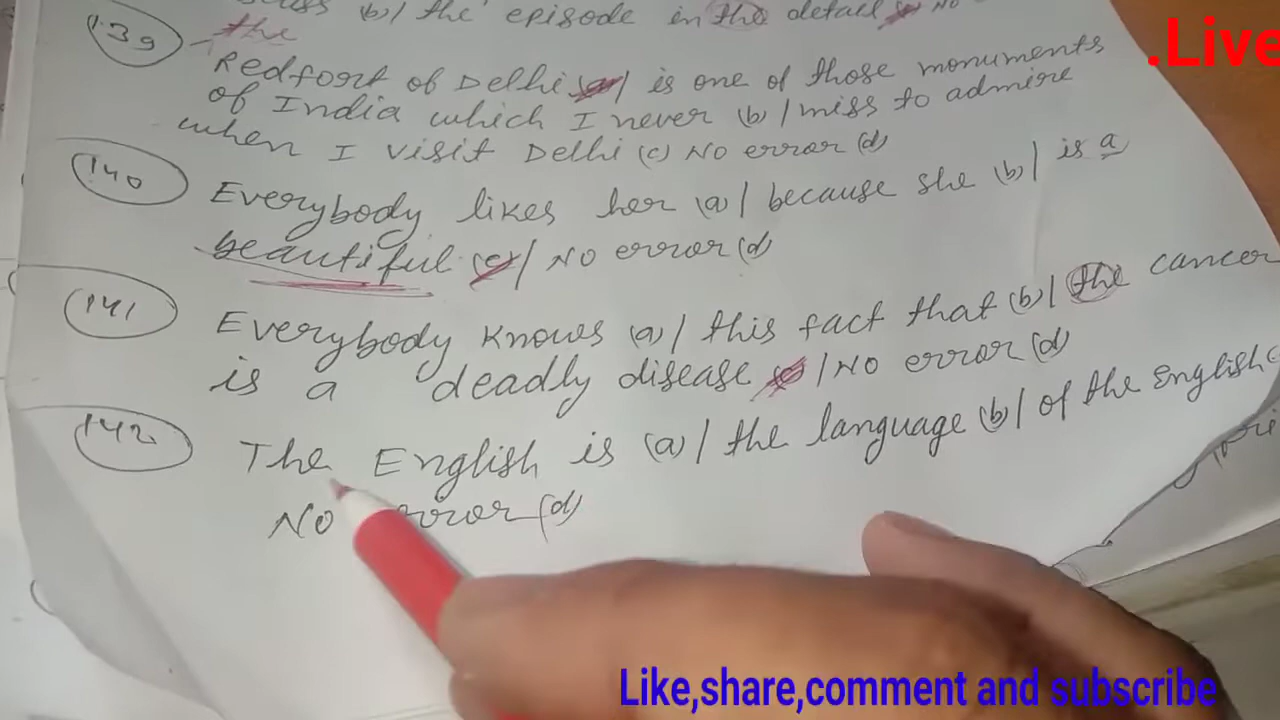 (b)/ the episode in the detail No
.Live
139 the
Redfort of Delhi (a)/ is one of those monuments
of India which I never (b)/miss to admire
when I visit Delhi (c) No error (d)
140 Everybody likes her (a)/ because she (b)/ is a
beautiful (c)/ No error (d)
141 Everybody knows (a)/ this fact that (b)/ the cancer
is a deadly disease (c)/No error (d)
142 The English is (a)/ the language (b)/ of the English
No error (d)
Like,share,comment and subscribe